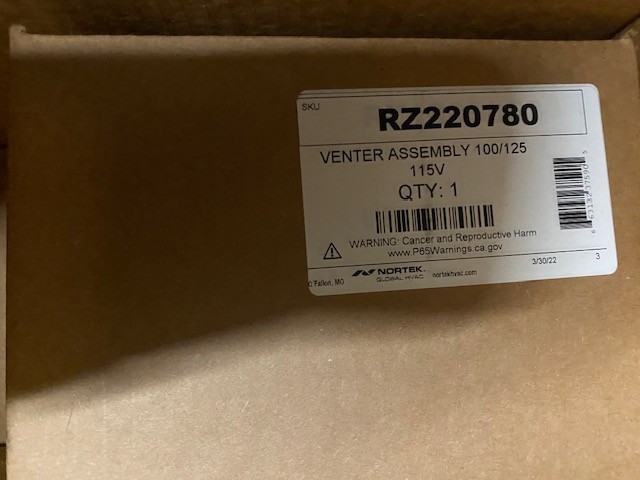 SKU
RZ220780
VENTER ASSEMBLY 100/125
115V
QTY: 1
WARNING: Cancer and Reproductive Harm
www.P65Warnings.ca.gov
NORTEK
GLOBAL HVAC
nortekhvac.com
O Fallon, MO
3/30/22
3